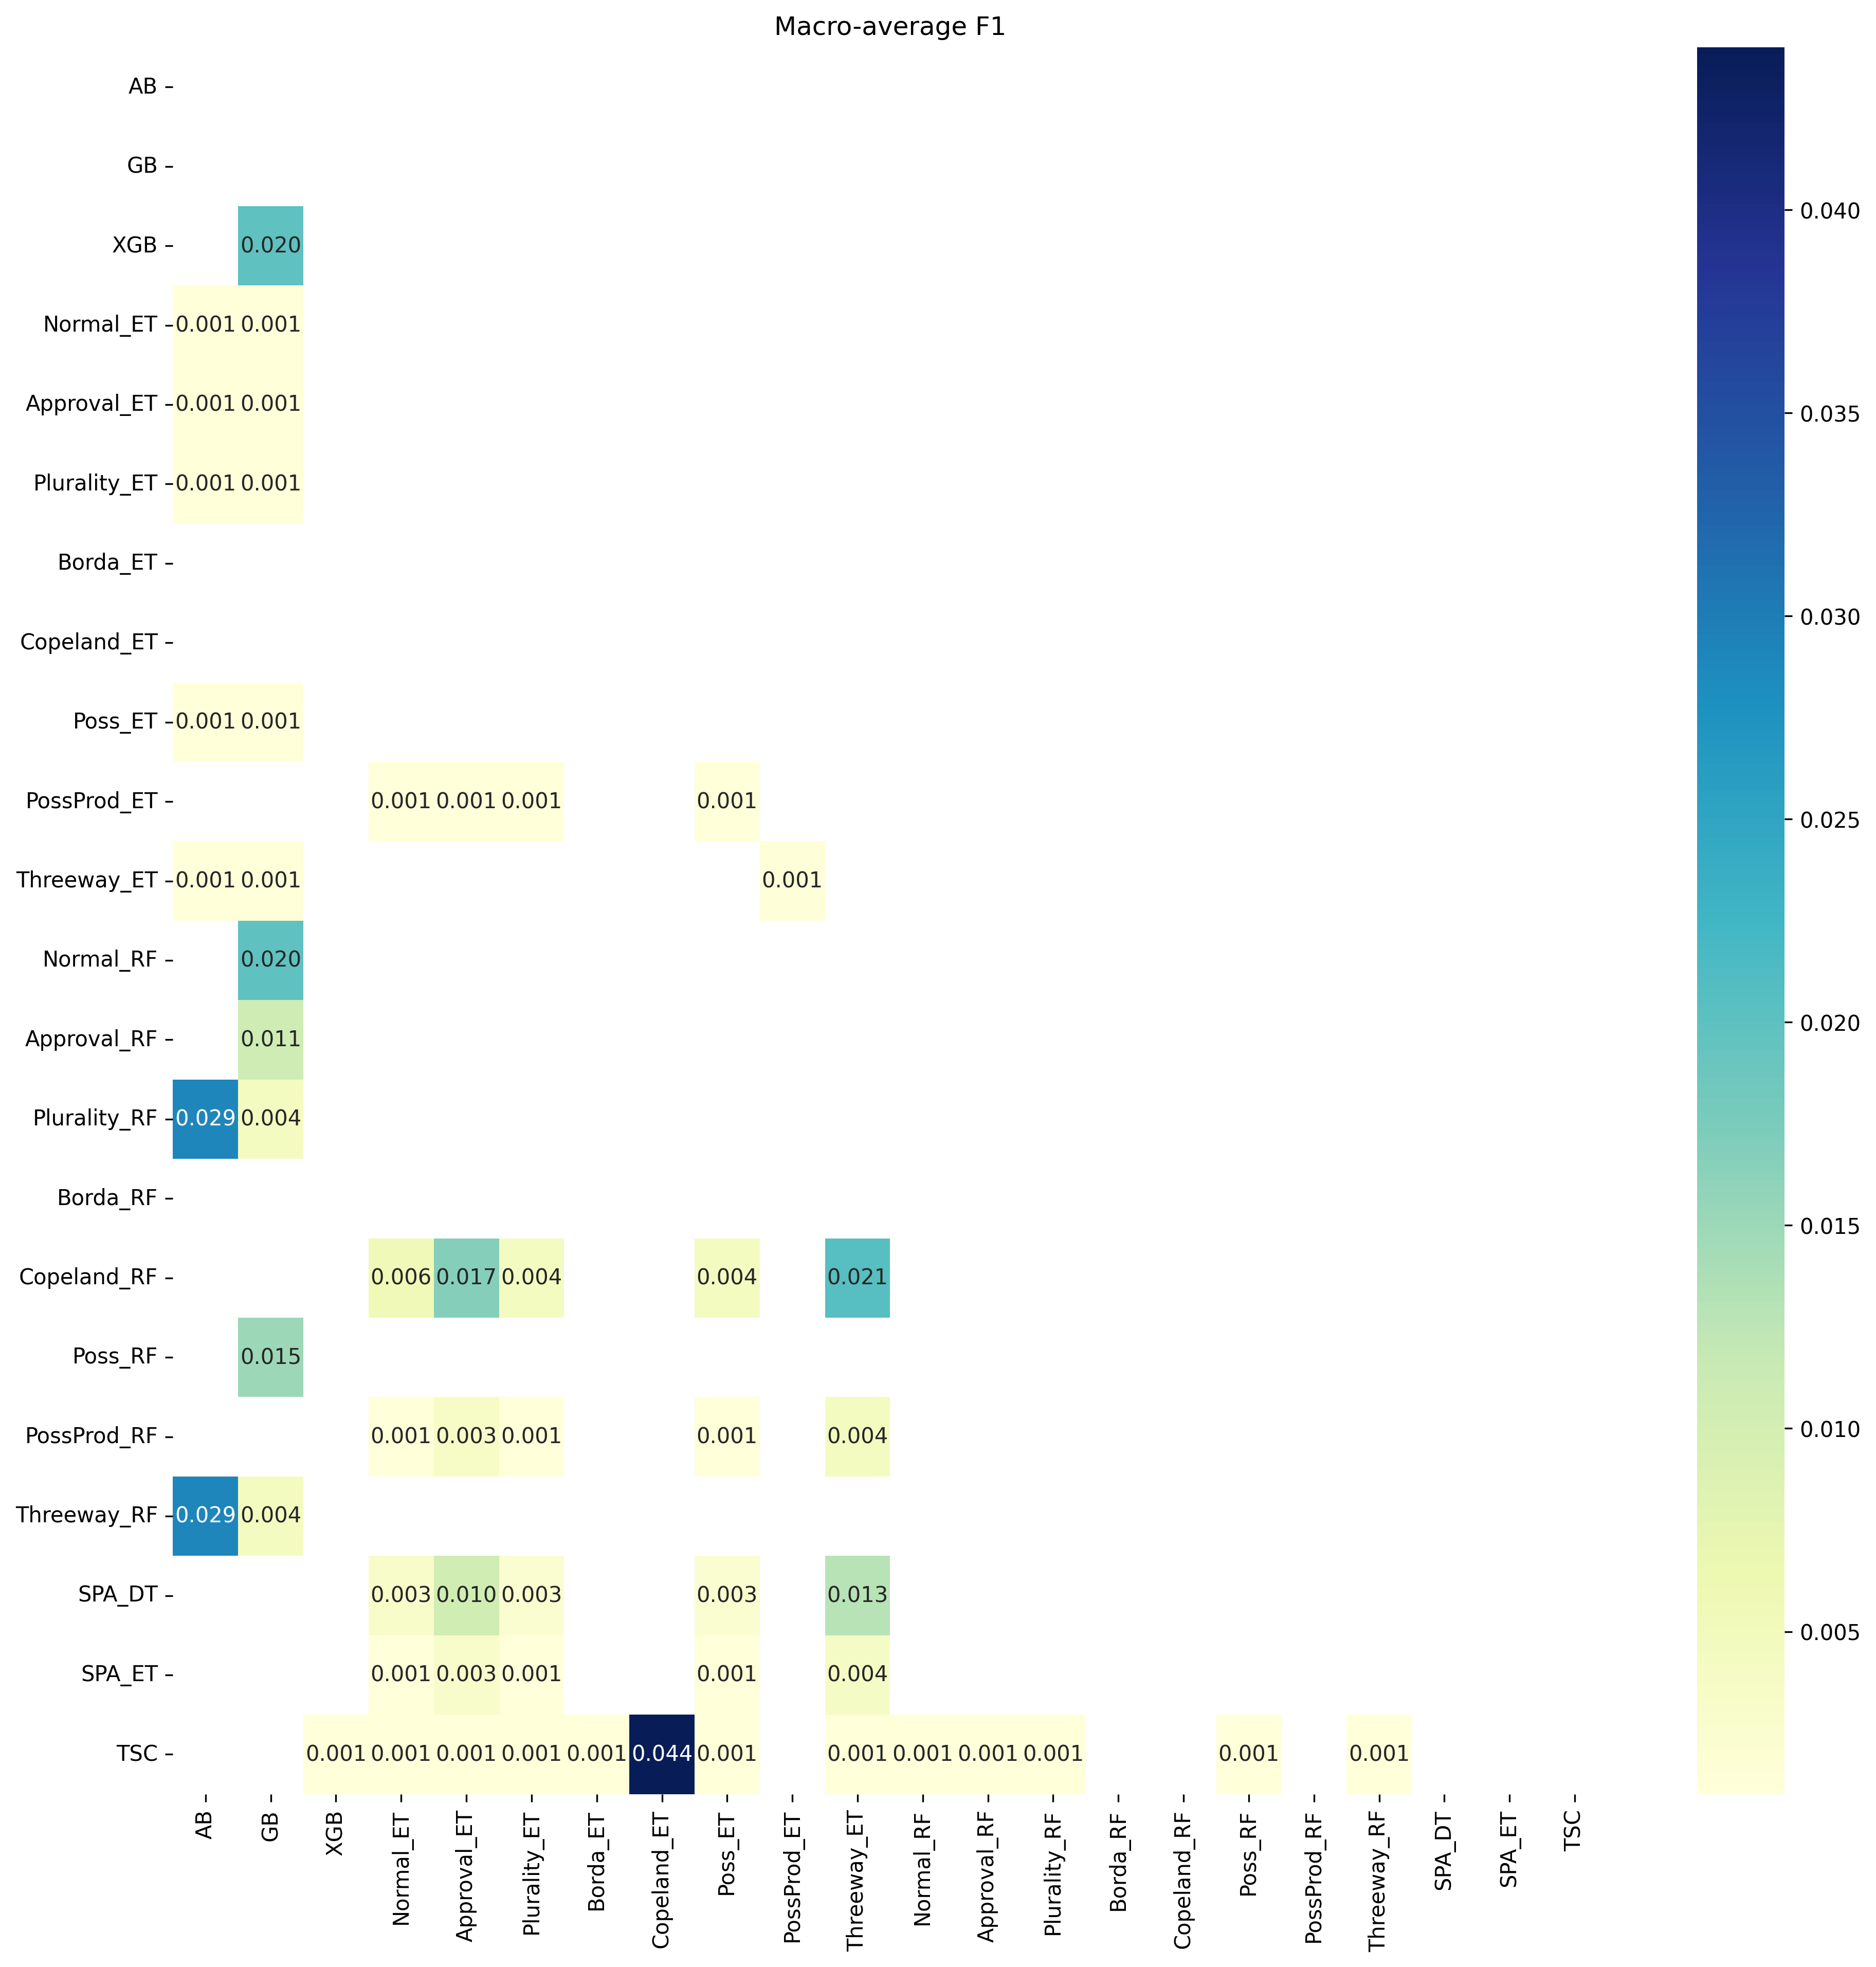 Macro-average F1
AB
GB
XGB 0.020
Normal_ET 0.001 0.001
Approval_ET 0.001 0.001
Plurality_ET 0.001 0.001
Borda_ET
Copeland_ET
Poss_ET 0.001 0.001
PossProd_ET 0.001 0.001 0.001 0.001
Threeway_ET 0.001 0.001 0.001
Normal_RF 0.020
Approval_RF 0.011
Plurality_RF 0.029 0.004
Borda_RF
Copeland_RF 0.006 0.017 0.004 0.004 0.021
Poss_RF 0.015
PossProd_RF 0.001 0.003 0.001 0.001 0.004
Threeway_RF 0.029 0.004
SPA_DT 0.003 0.010 0.003 0.003 0.013
SPA_ET 0.001 0.003 0.001 0.001 0.004
TSC 0.001 0.001 0.001 0.001 0.001 0.044 0.001 0.001 0.001 0.001 0.001 0.001 0.001
AB
GB
XGB
Normal_ET
Approval_ET
Plurality_ET
Borda_ET
Copeland_ET
Poss_ET
PossProd_ET
Threeway_ET
Normal_RF
Approval_RF
Plurality_RF
Borda_RF
Copeland_RF
Poss_RF
PossProd_RF
Threeway_RF
SPA_DT
SPA_ET
TSC
0.040
0.035
0.030
0.025
0.020
0.015
0.010
0.005